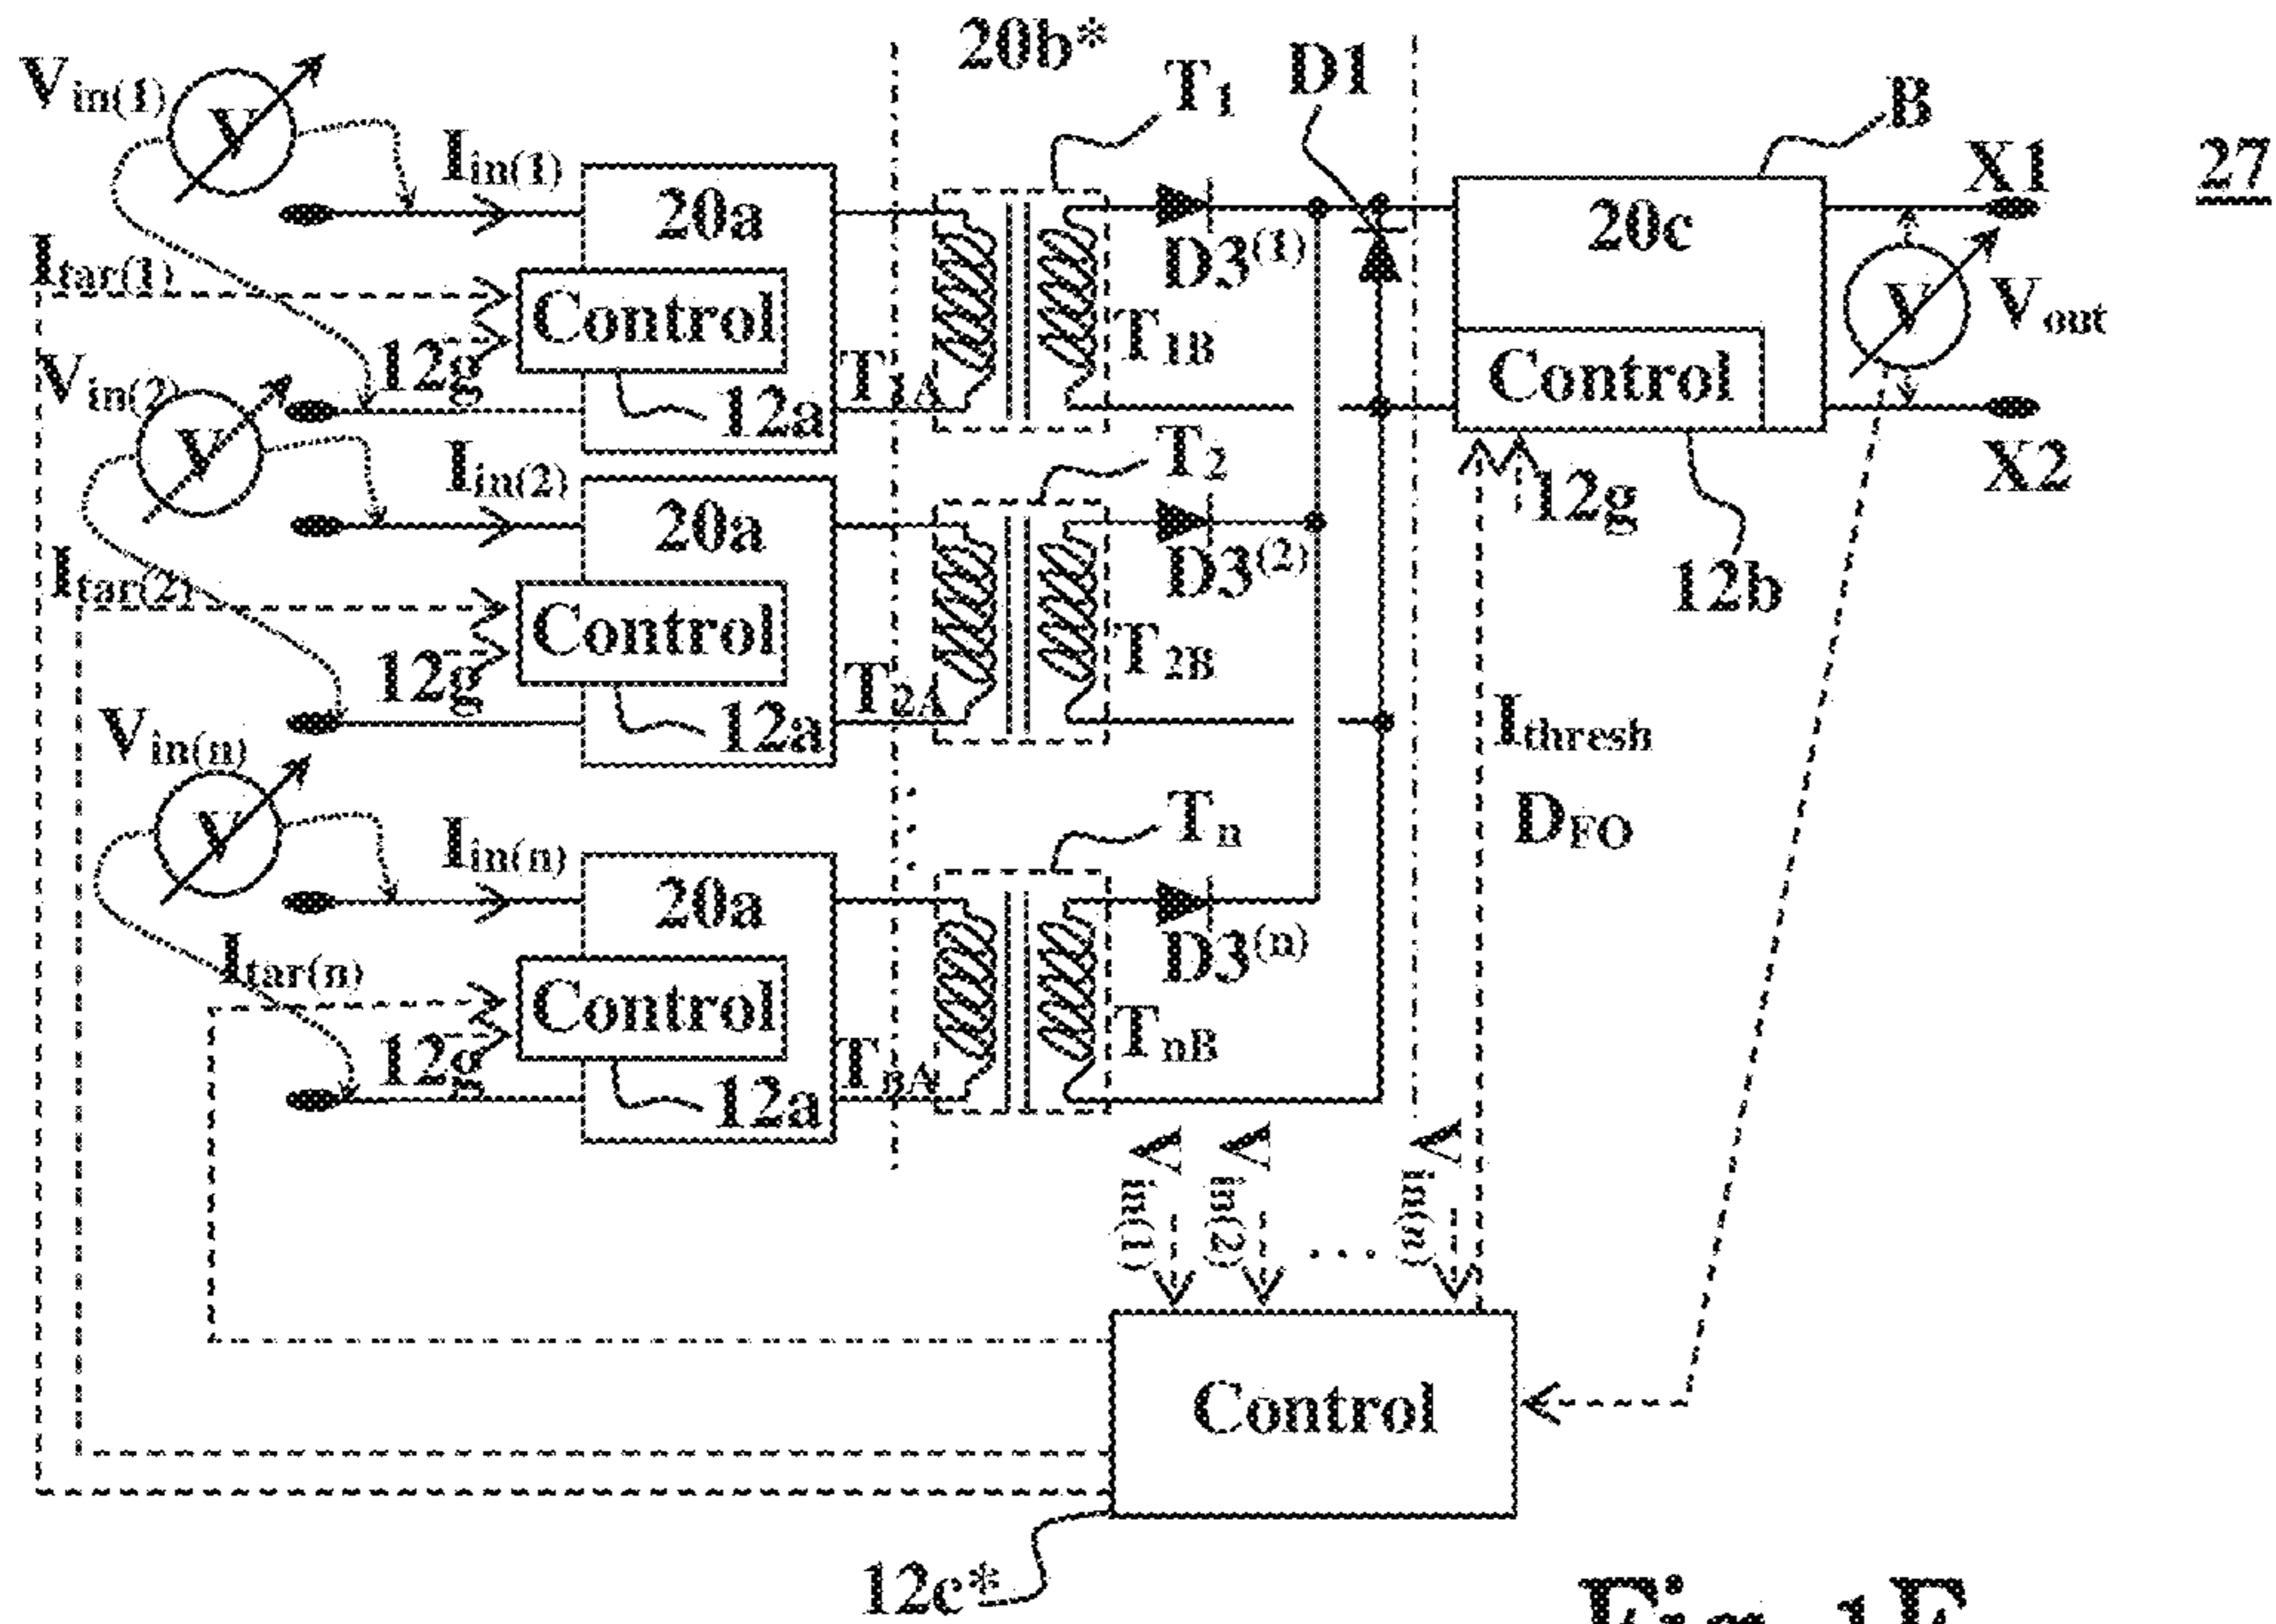 20b*
V
in(1)
V
T1
D1
B
X1
27
Iin(1)
20a
D3(1)
20c
V
Vout
Itar(1)
Control
T1B
12g
T1A
12a
Control
X2
Vin(2)
V
Iin(2)
T2
20a
D3(2)
12g
12b
Itar(2)
Control
T2B
12g
T2A
12a
Ithresh
DFO
Vin(n)
V
Iin(n)
Tn
20a
D3(n)
Itar(n)
Control
TnB
12g
TnA
12a
Vin(1)
Vin(2)
...
Vin(n)
Control
12c*